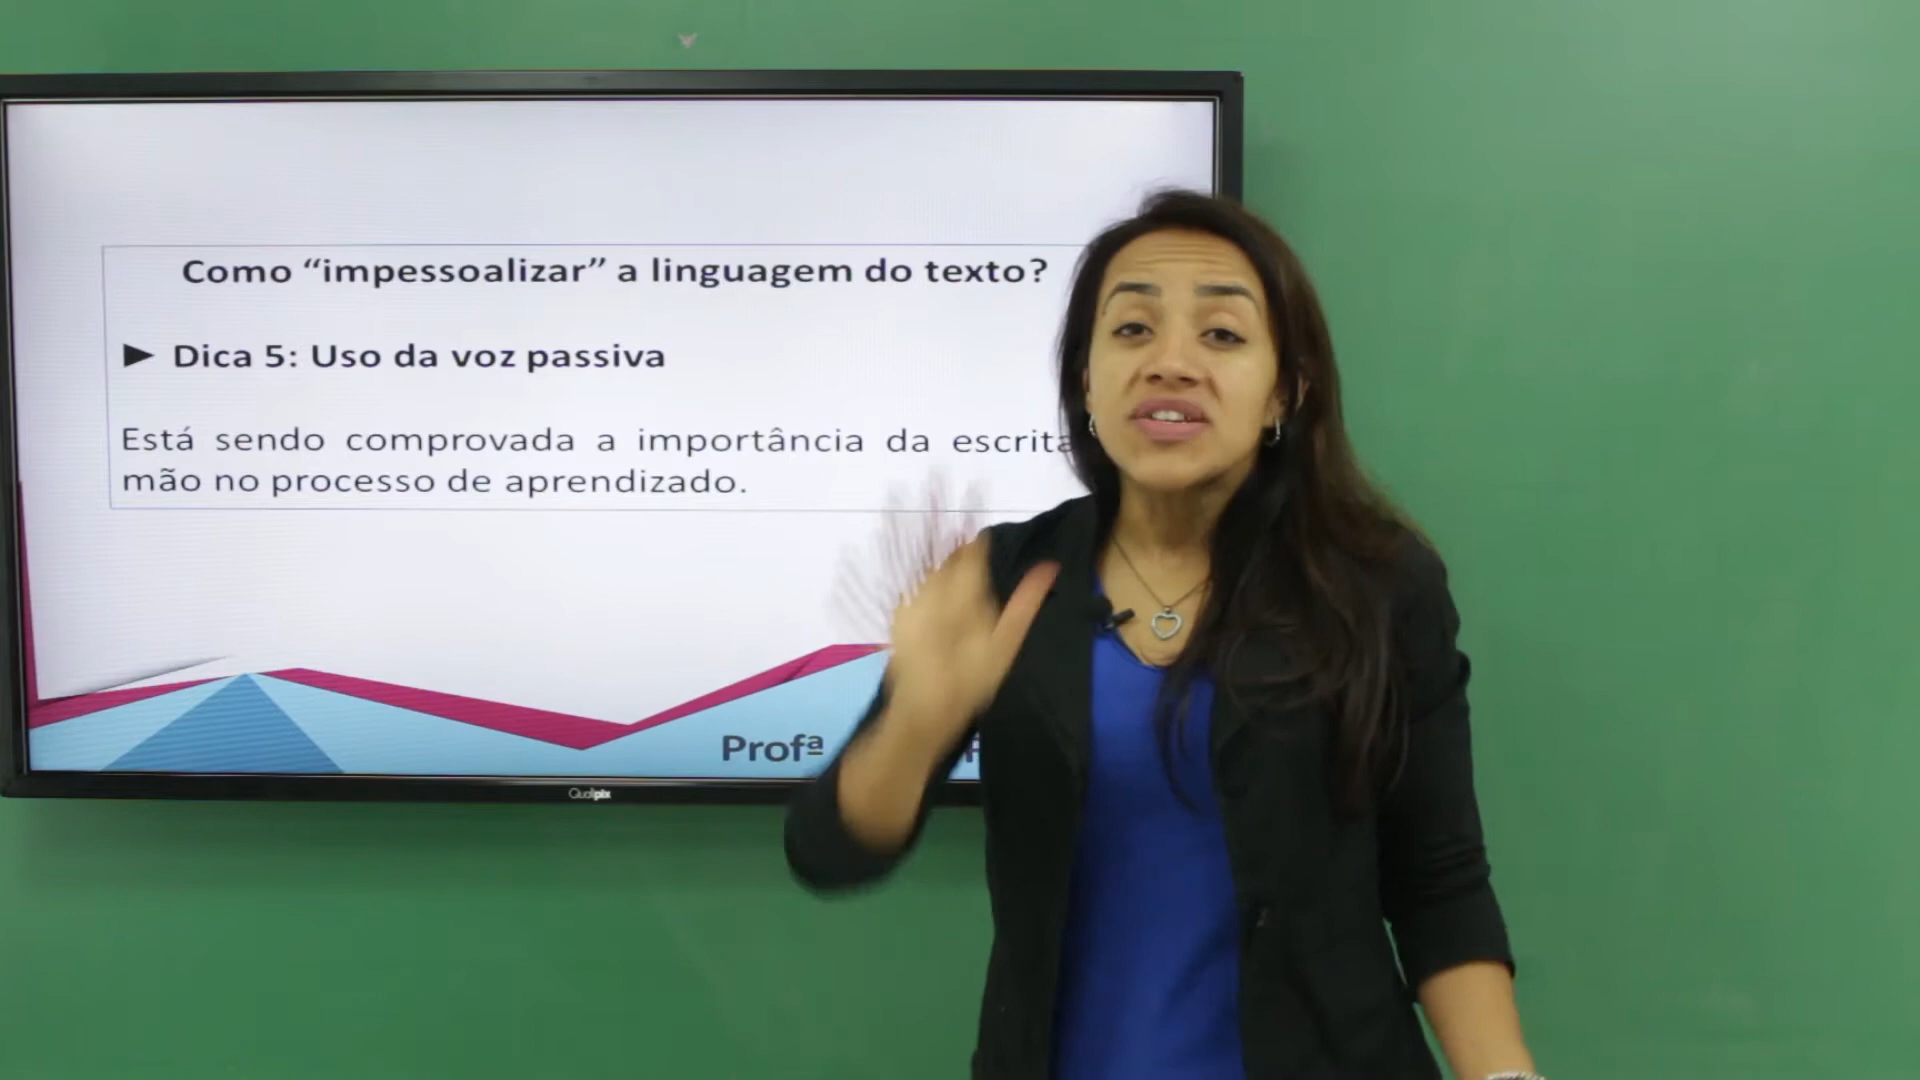 Como “impessoalizar” a linguagem do texto?
► Dica 5: Uso da voz passiva
Está sendo comprovada a importância da escrita
mão no processo de aprendizado.
Profª
Qualipix